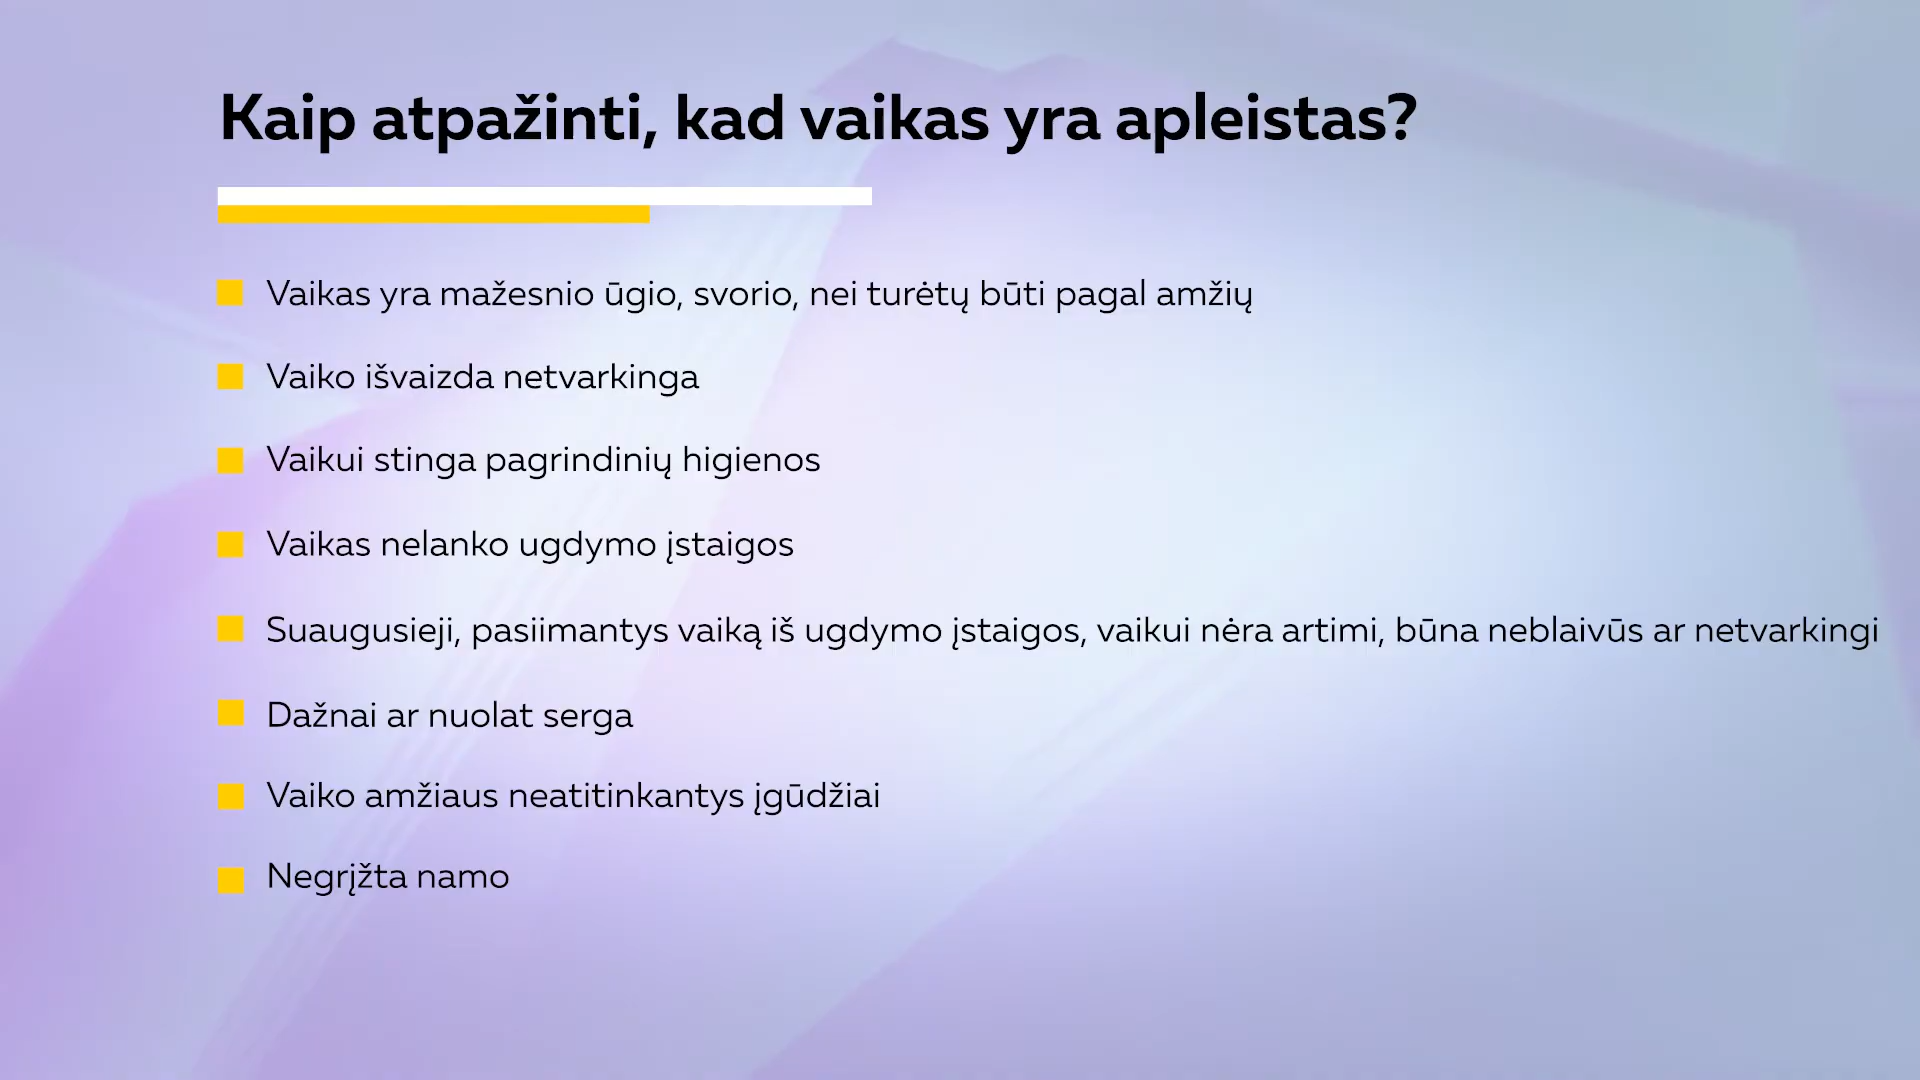 Kaip atpažinti, kad vaikas yra apleistas?
Vaikas yra mažesnio ūgio, svorio, nei turėtų būti pagal amžių
Vaiko išvaizda netvarkinga
Vaikui stinga pagrindinių higienos
Vaikas nelanko ugdymo įstaigos
Suaugusieji, pasiimantys vaiką iš ugdymo įstaigos, vaikui nėra artimi, būna neblaivūs ar netvarkingi
Dažnai ar nuolat serga
Vaiko amžiaus neatitinkantys įgūdžiai
Negrįžta namo